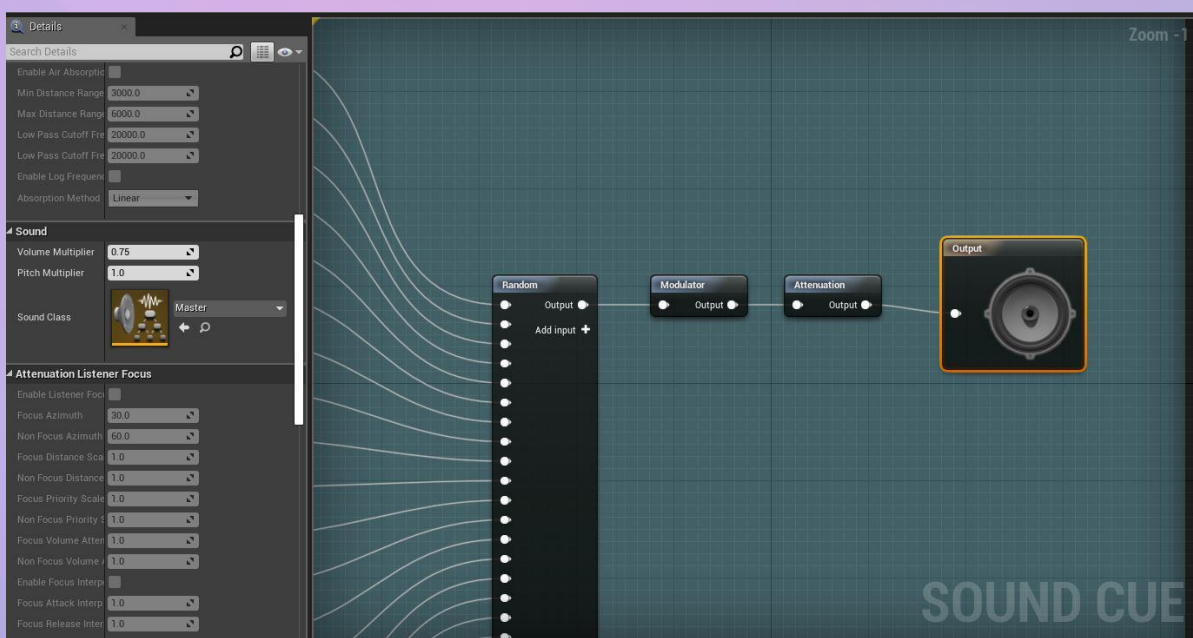 Details
Search Details
Enable Air Absorptic
Min Distance Range 3000.0
Max Distance Rang 6000.0
Low Pass Cutoff Fre 20000.0
Low Pass Cutoff Fre 20000.0
Enable Log Frequen
Absorption Method Linear
Sound
Volume Multiplier 0.75
Pitch Multiplier 1.0
Sound Class Master
Attenuation Listener Focus
Enable Listener Foc
Focus Azimuth 30.0
Non Focus Azimuth 60.0
Focus Distance Sca 1.0
Non Focus Distance 1.0
Focus Priority Scale 1.0
Non Focus Priority S 1.0
Focus Volume Atten 1.0
Non Focus Volume A 1.0
Enable Focus Interp
Focus Attack Interp 1.0
Focus Release Inter 1.0
Zoom -1
Random
Output
Add input
Modulator
Output
Attenuation
Output
Output
SOUND CUE